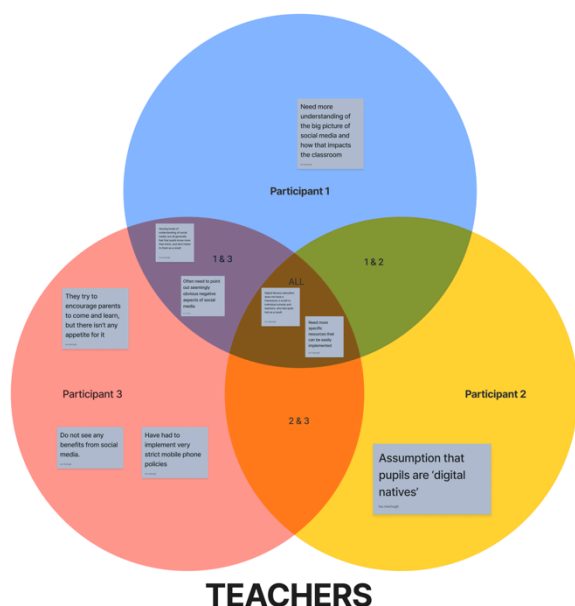 Need more
understanding of
the big picture of
social media and
how that impacts
the classroom
Participant 1
1 & 3
1 & 2
ALL
Often need to point
out seemingly
obvious negative
aspects of social
media
Need more
specific
resources that
can be easily
implemented
They try to
encourage parents
to come and learn,
but there isn't any
appetite for it
Participant 3
Participant 2
2 & 3
Do not see any
benefits from social
media.
Have had to
implement very
strict mobile phone
policies
Assumption that
pupils are 'digital
natives'
TEACHERS